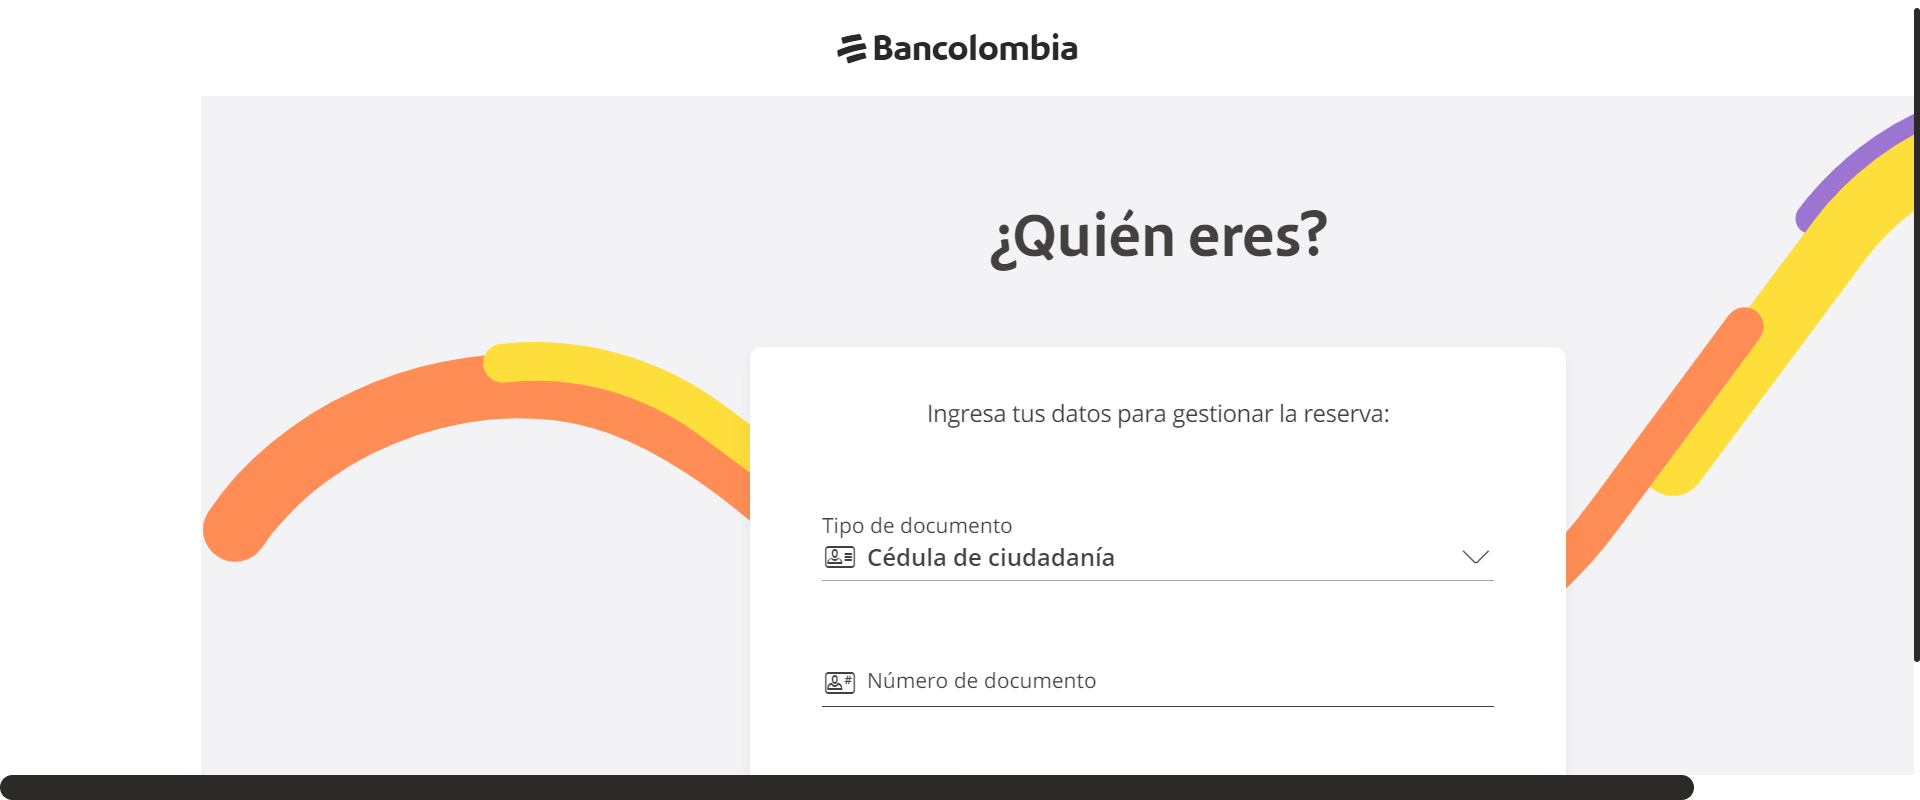 Bancolombia
¿Quién eres?
Ingresa tus datos para gestionar la reserva:
Tipo de documento
Cédula de ciudadanía
Número de documento